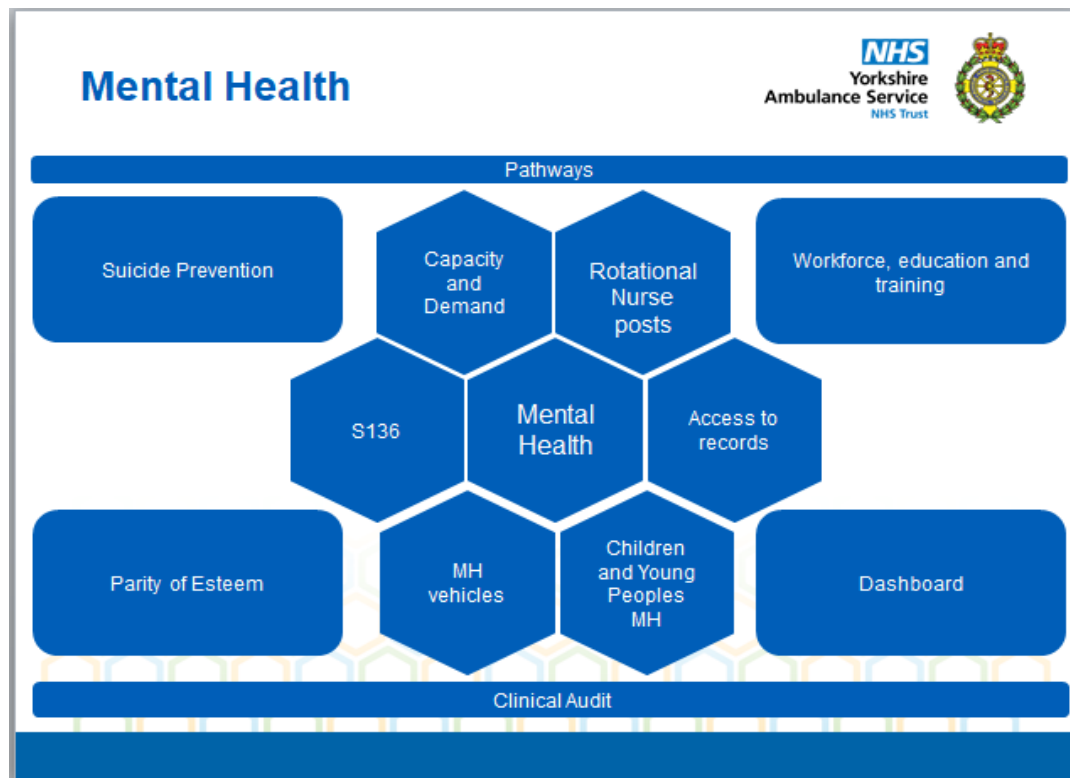 Mental Health
NHS
Yorkshire
Ambulance Service
NHS Trust
Pathways
Suicide Prevention
Capacity
and
Demand
Rotational
Nurse
posts
Workforce, education and
training
S136
Mental
Health
Access to
records
Parity of Esteem
MH
vehicles
Children
and Young
Peoples
MH
Dashboard
Clinical Audit